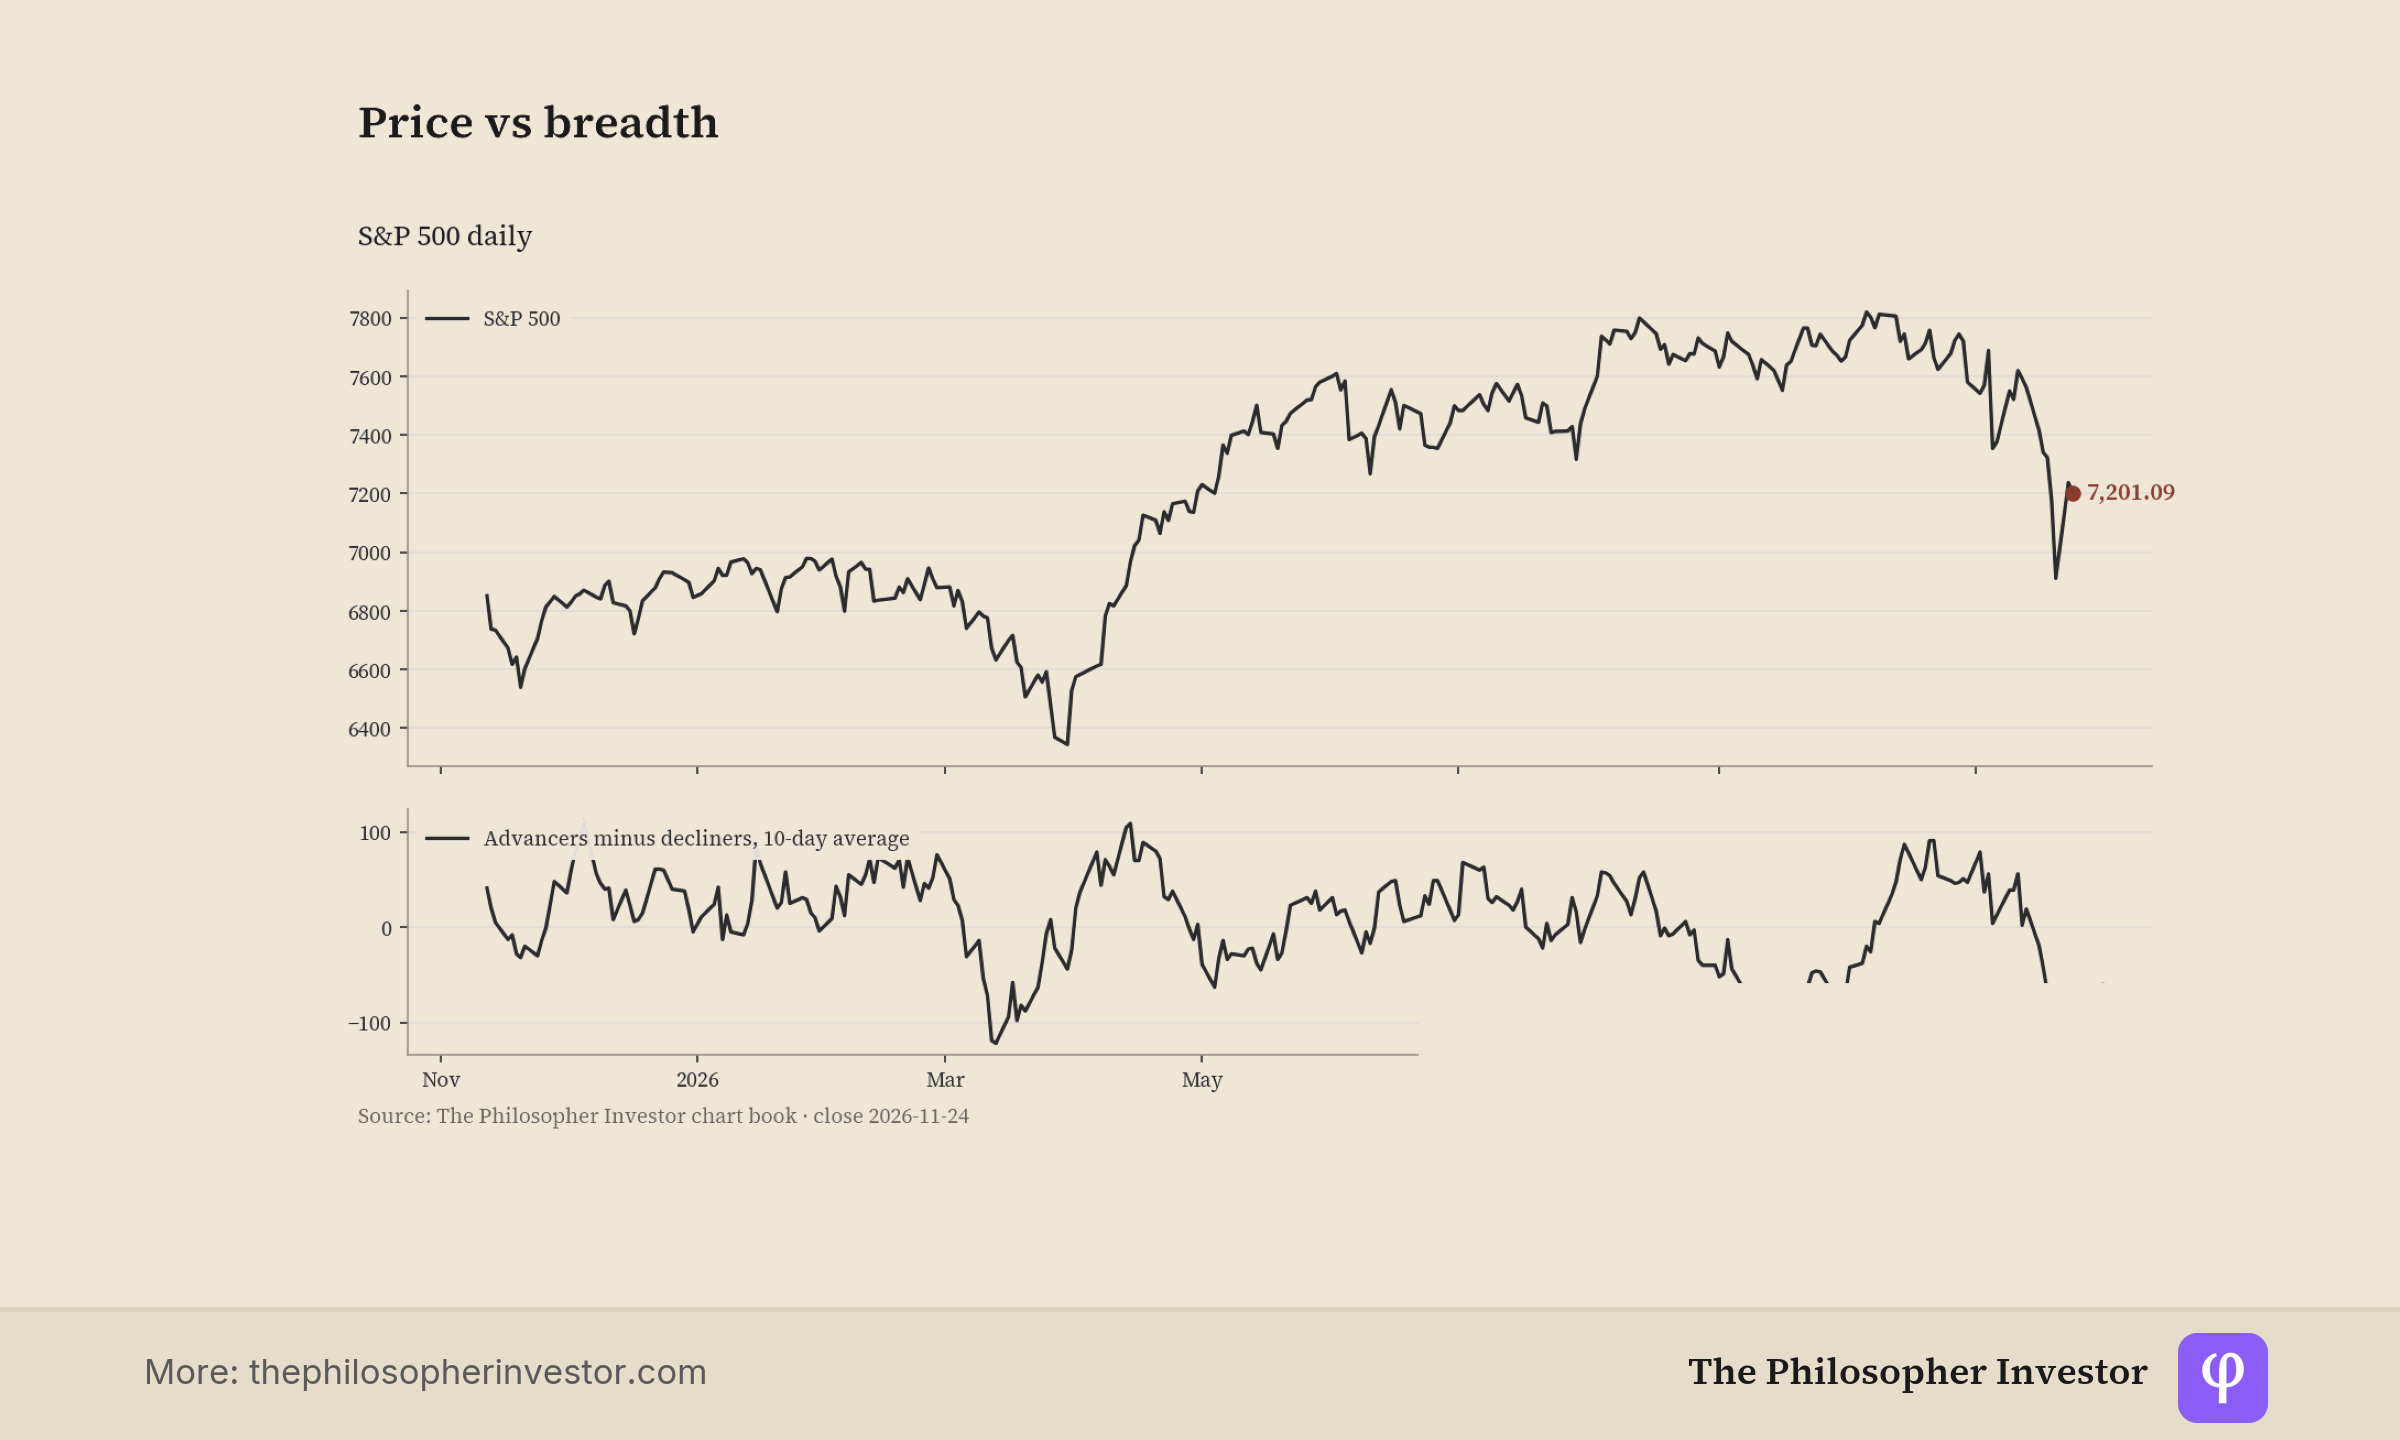 Price vs breadth
S&P 500 daily
7800
S&P 500
7600
7400
7200
7,201.09
7000
6800
6600
6400
100
Advancers minus decliners, 10-day average
0
−100
Nov
2026
Mar
May
Source: The Philosopher Investor chart book · close 2026-11-24
More: thephilosopherinvestor.com
The Philosopher Investor
φ